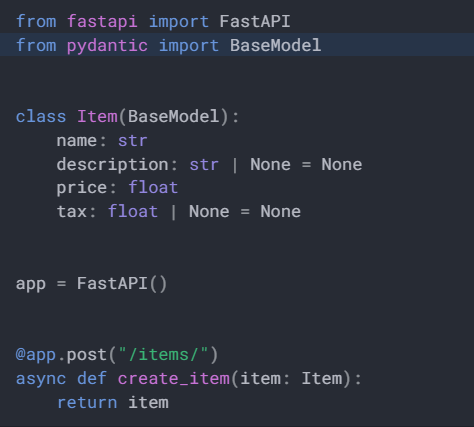 from fastapi import FastAPI
from pydantic import BaseModel
class Item(BaseModel):
    name: str
    description: str | None = None
    price: float
    tax: float | None = None
app = FastAPI()
@app.post("/items/")
async def create_item(item: Item):
    return item